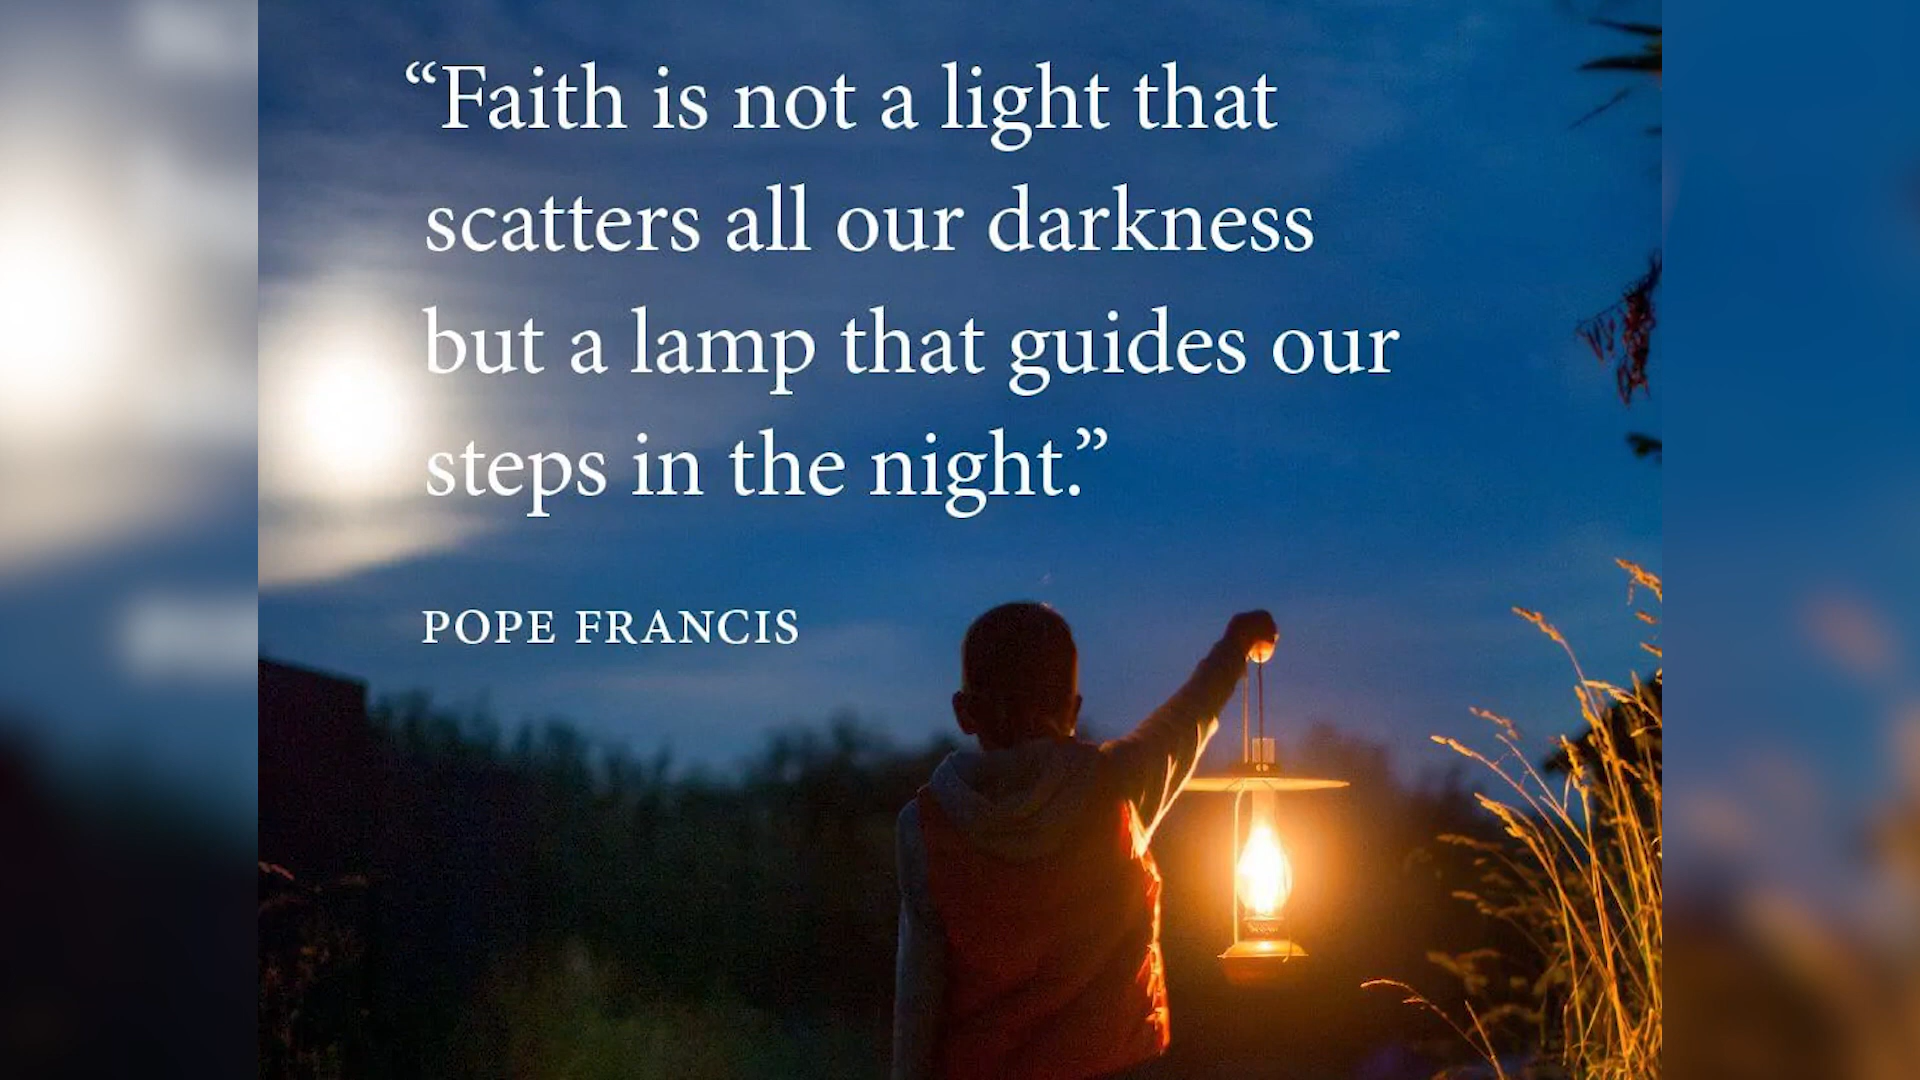 “Faith is not a light that
scatters all our darkness
but a lamp that guides our
steps in the night.”
POPE FRANCIS